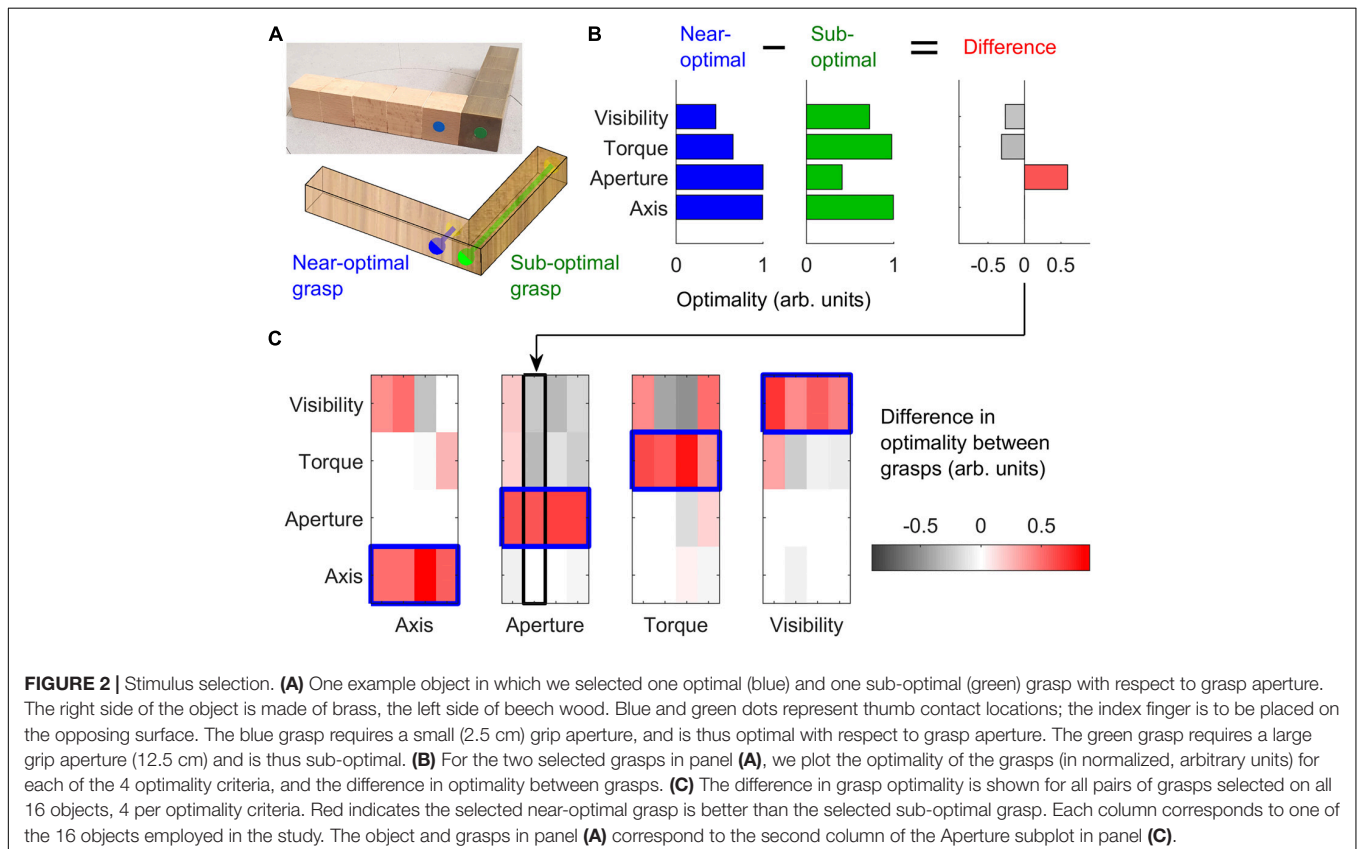 A
B
Near-
optimal
Sub-
optimal
Difference
Visibility
Torque
Aperture
Axis
0 1
0 1
-0.5 0 0.5
Optimality (arb. units)
Near-optimal
grasp
Sub-optimal
grasp
C
Visibility
Torque
Aperture
Axis
Axis Aperture Torque Visibility
Difference in
optimality between
grasps (arb. units)
-0.5 0 0.5
FIGURE 2 | Stimulus selection. (A) One example object in which we selected one optimal (blue) and one sub-optimal (green) grasp with respect to grasp aperture.
The right side of the object is made of brass, the left side of beech wood. Blue and green dots represent thumb contact locations; the index finger is to be placed on
the opposing surface. The blue grasp requires a small (2.5 cm) grip aperture, and is thus optimal with respect to grasp aperture. The green grasp requires a large
grip aperture (12.5 cm) and is thus sub-optimal. (B) For the two selected grasps in panel (A), we plot the optimality of the grasps (in normalized, arbitrary units) for
each of the 4 optimality criteria, and the difference in optimality between grasps. (C) The difference in grasp optimality is shown for all pairs of grasps selected on all
16 objects, 4 per optimality criteria. Red indicates the selected near-optimal grasp is better than the selected sub-optimal grasp. Each column corresponds to one of
the 16 objects employed in the study. The object and grasps in panel (A) correspond to the second column of the Aperture subplot in panel (C).